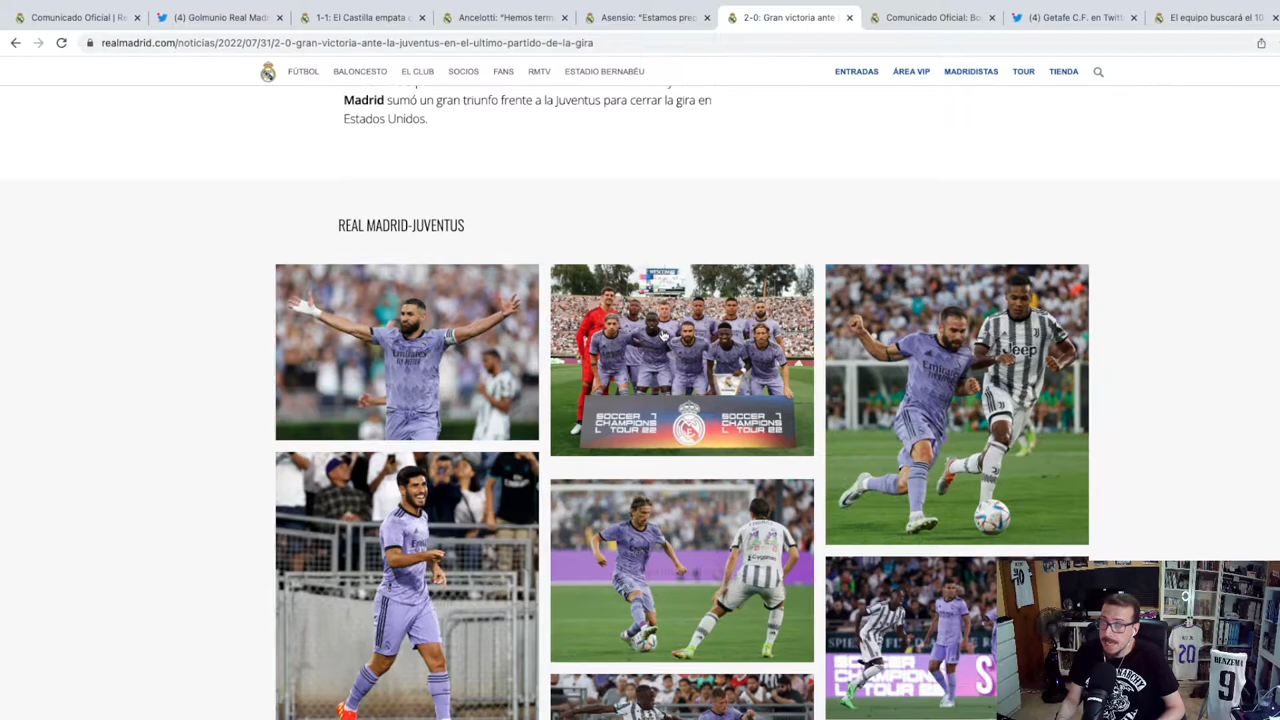 Comunicado Oficial | Re
(4) Golmunio Real Madr
1-1: El Castilla empata c
Ancelotti: "Hemos term
Asensio: "Estamos prep
2-0: Gran victoria ante
Comunicado Oficial: Bo
(4) Getafe C.F. en Twitt
El equipo buscará el 10
realmadrid.com/noticias/2022/07/31/2-0-gran-victoria-ante-la-juventus-en-el-ultimo-partido-de-la-gira
FÚTBOL BALONCESTO EL CLUB SOCIOS FANS RMTV ESTADIO BERNABÉU ENTRADAS ÁREA VIP MADRIDISTAS TOUR TIENDA
Madrid sumó un gran triunfo frente a la Juventus para cerrar la gira en
Estados Unidos.
REAL MADRID-JUVENTUS
SOCCER
CHAMPIONS
TOUR 22
SOCCER
CHAMPIONS
TOUR 22
Jeep
44
Cygames
SOCCER
CHAMPIONS
TOUR 22
S
20
BENZEMA
9